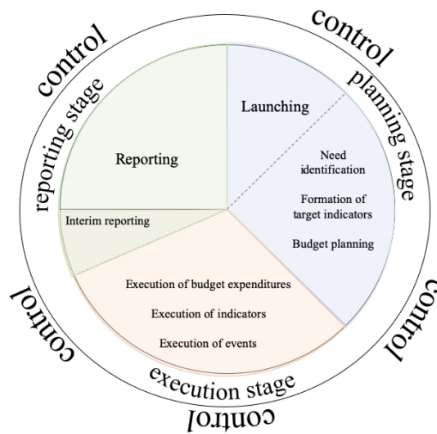 control
control
reporting stage
planning stage
Launching
Reporting
Need
identification
Formation of
target indicators
Budget planning
Interim reporting
Execution of budget expenditures
Execution of indicators
Execution of events
execution stage
control
control
control